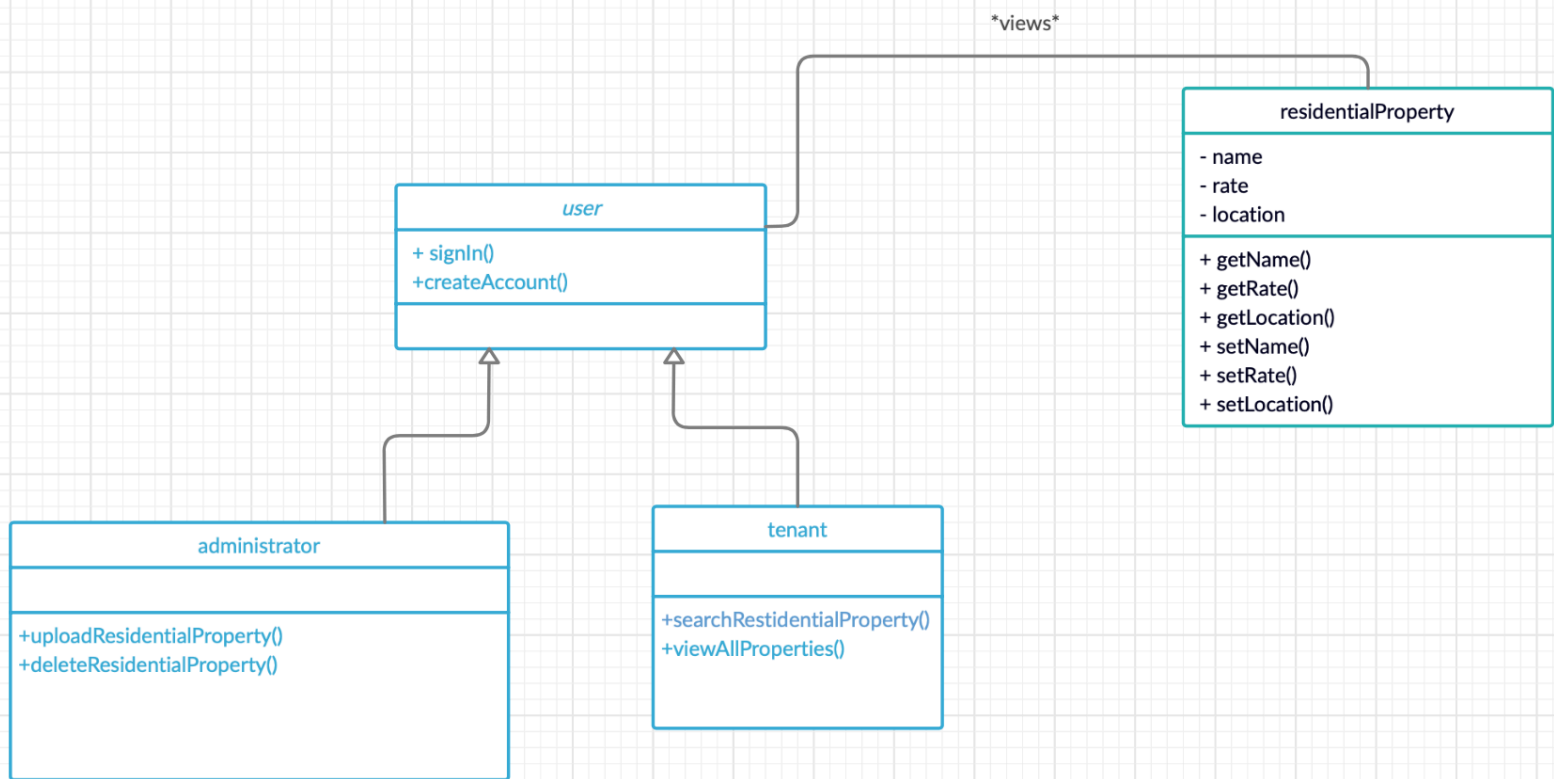 *views*
residentialProperty
- name
- rate
- location
+ getName()
+ getRate()
+ getLocation()
+ setName()
+ setRate()
+ setLocation()
user
+ signIn()
+createAccount()
administrator
+uploadResidentialProperty()
+deleteResidentialProperty()
tenant
+searchRestidentialProperty()
+viewAllProperties()